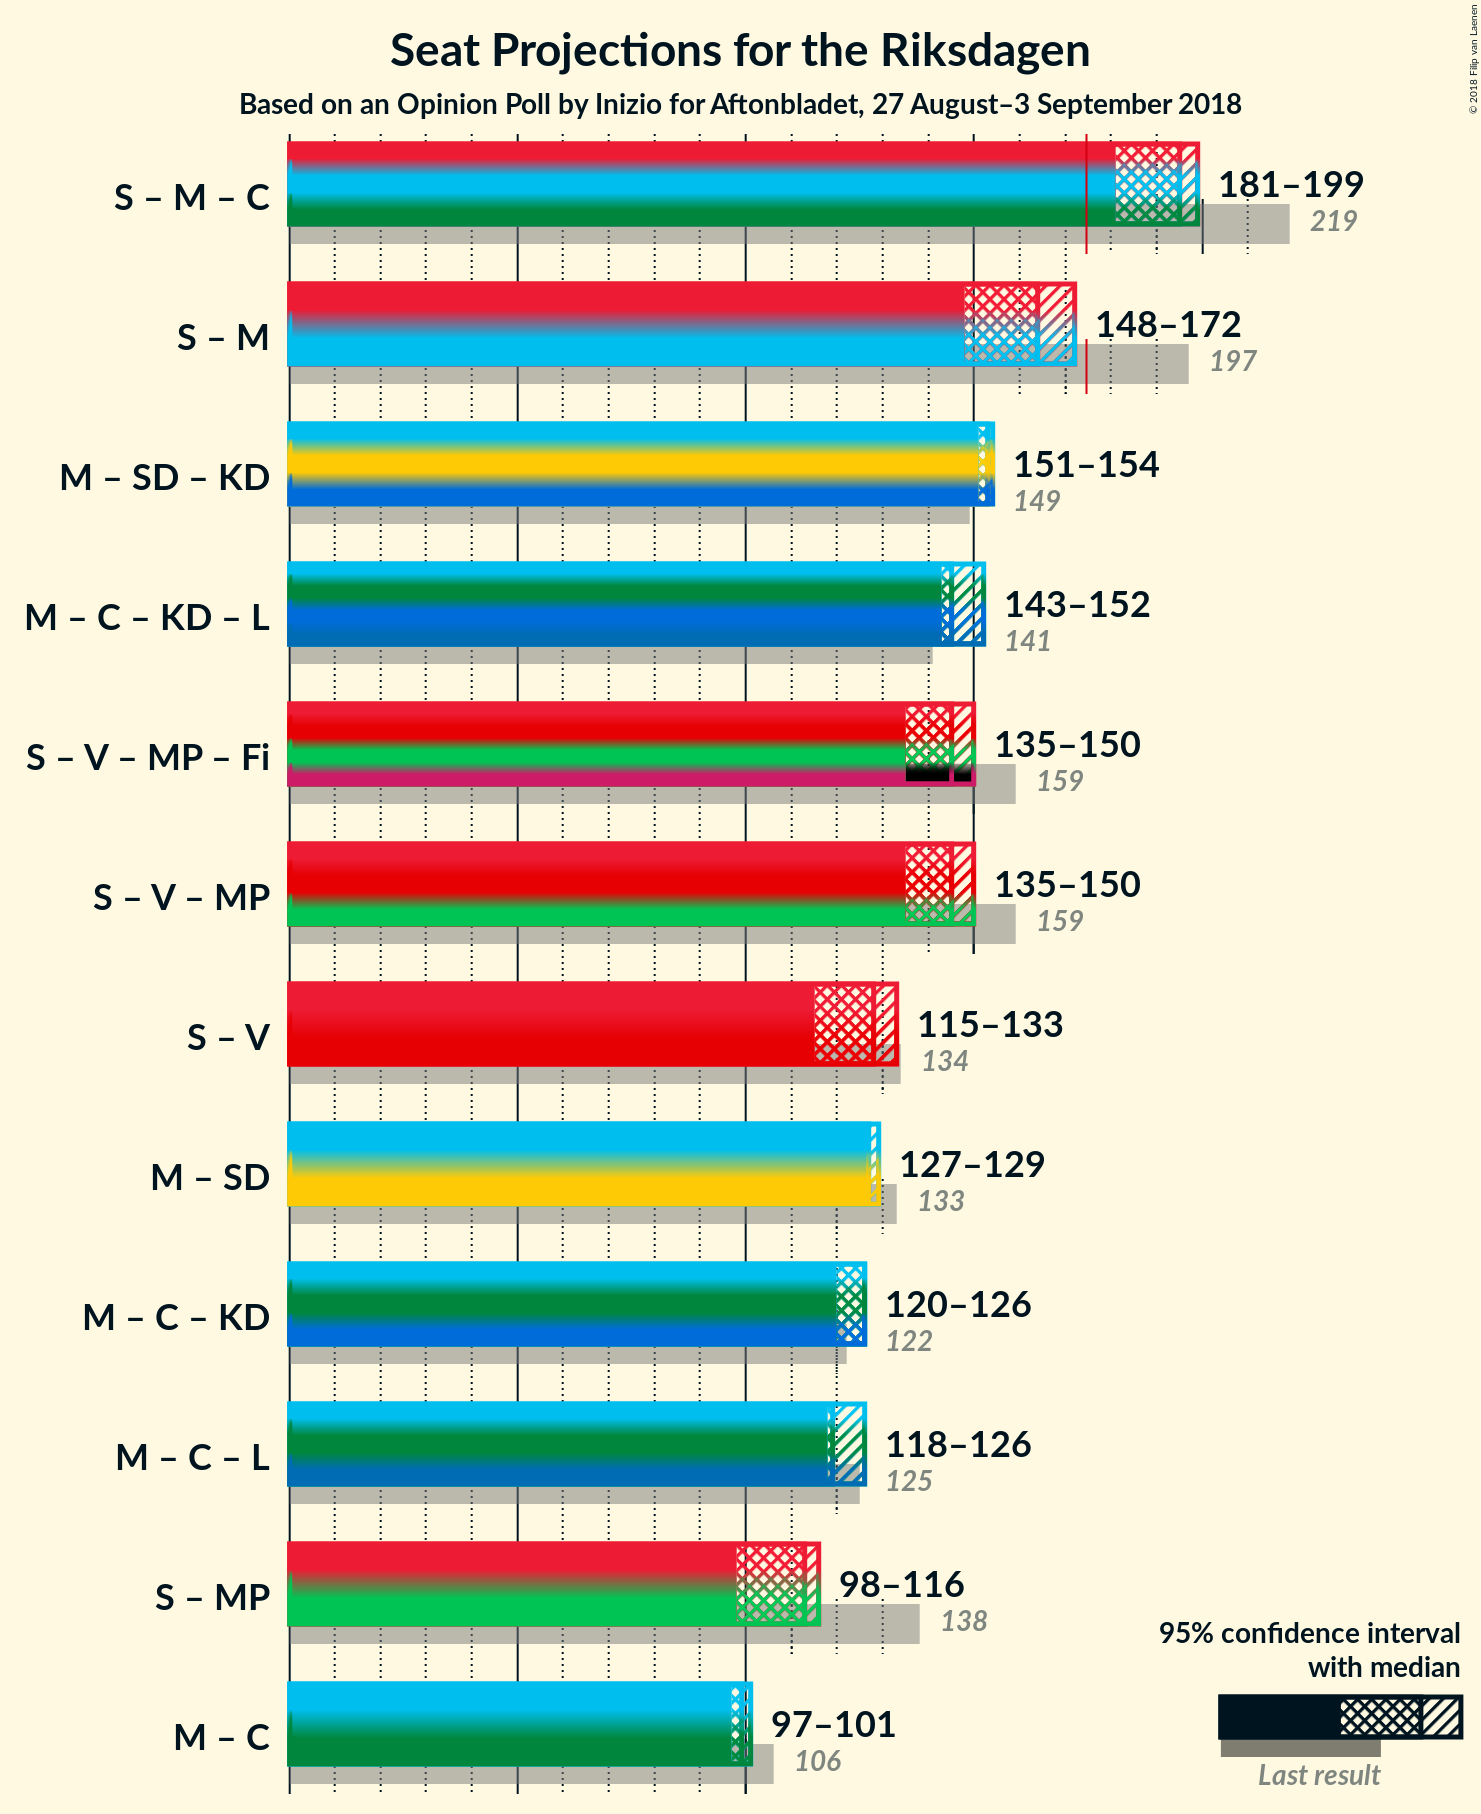 Seat Projections for the Riksdagen
Based on an Opinion Poll by Inizio for Aftonbladet, 27 August–3 September 2018
© 2018 Filip van Laenen
S – M – C
181–199
219
S – M
148–172
197
M – SD – KD
151–154
149
M – C – KD – L
143–152
141
S – V – MP – Fi
135–150
159
S – V – MP
135–150
159
S – V
115–133
134
M – SD
127–129
133
M – C – KD
120–126
122
M – C – L
118–126
125
S – MP
98–116
138
M – C
97–101
106
95% confidence interval
with median
Last result